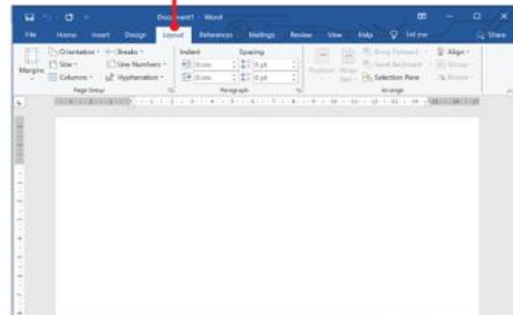 Document1 - Word
File Home Insert Design Layout References Mailings Review View Help Tell me Share
Margins Orientation Breaks Indent Spacing Position Wrap Text Bring Forward Align
Size Line Numbers 0 cm 0 pt Send Backward Group
Columns Hyphenation 0 cm 0 pt Selection Pane Rotate
Page Setup Paragraph Arrange